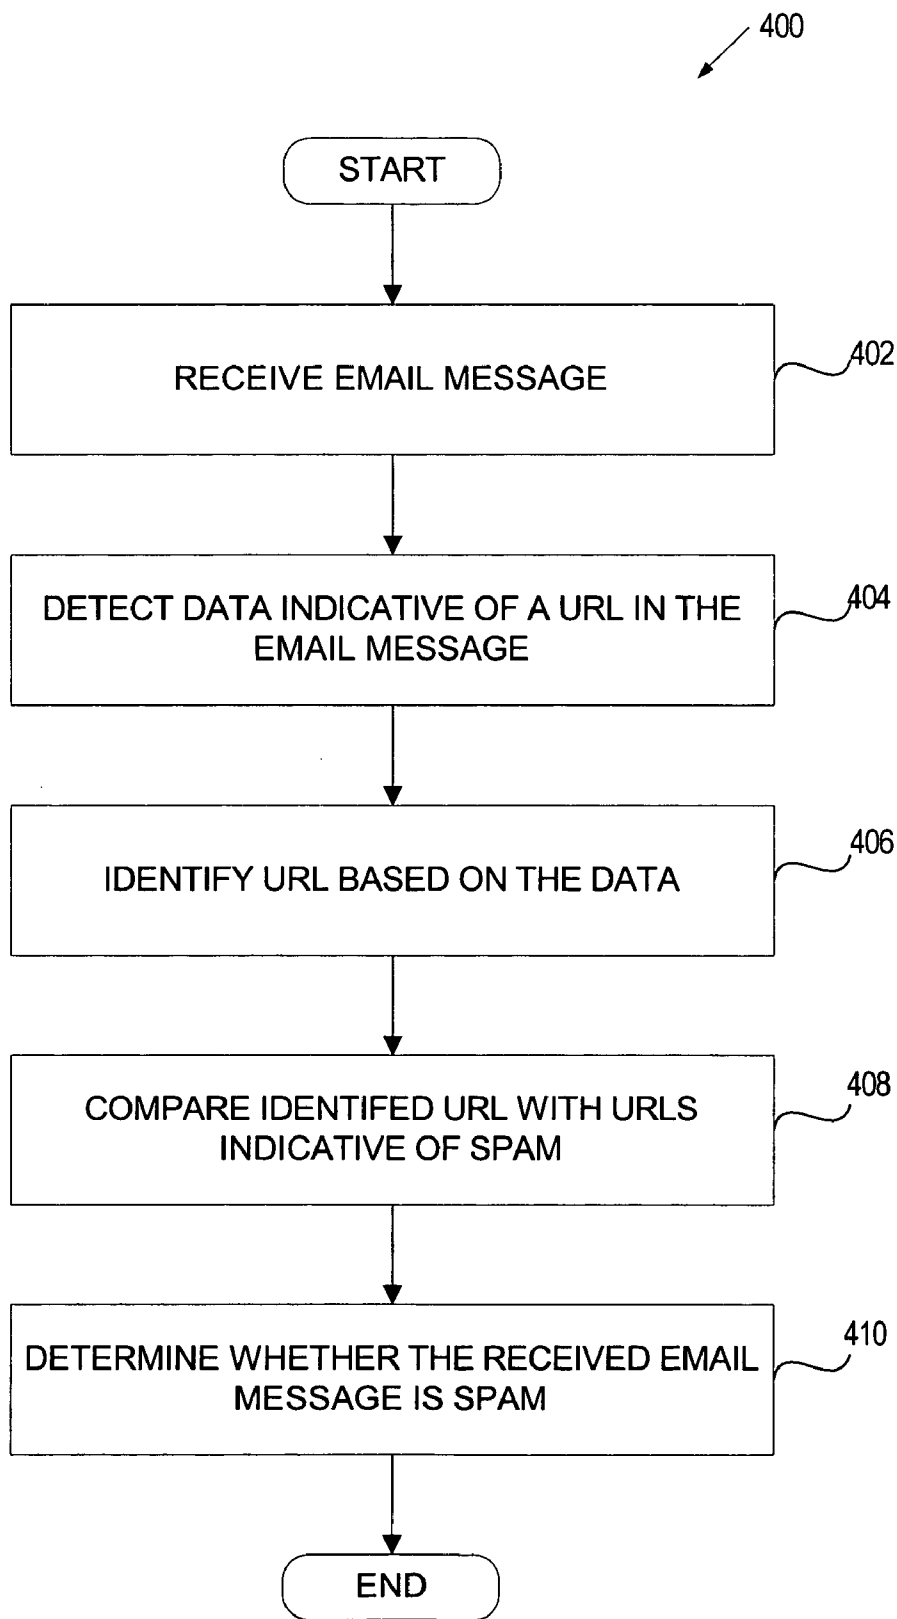 400
START
RECEIVE EMAIL MESSAGE
402
DETECT DATA INDICATIVE OF A URL IN THE
EMAIL MESSAGE
404
IDENTIFY URL BASED ON THE DATA
406
COMPARE IDENTIFED URL WITH URLS
INDICATIVE OF SPAM
408
DETERMINE WHETHER THE RECEIVED EMAIL
MESSAGE IS SPAM
410
END